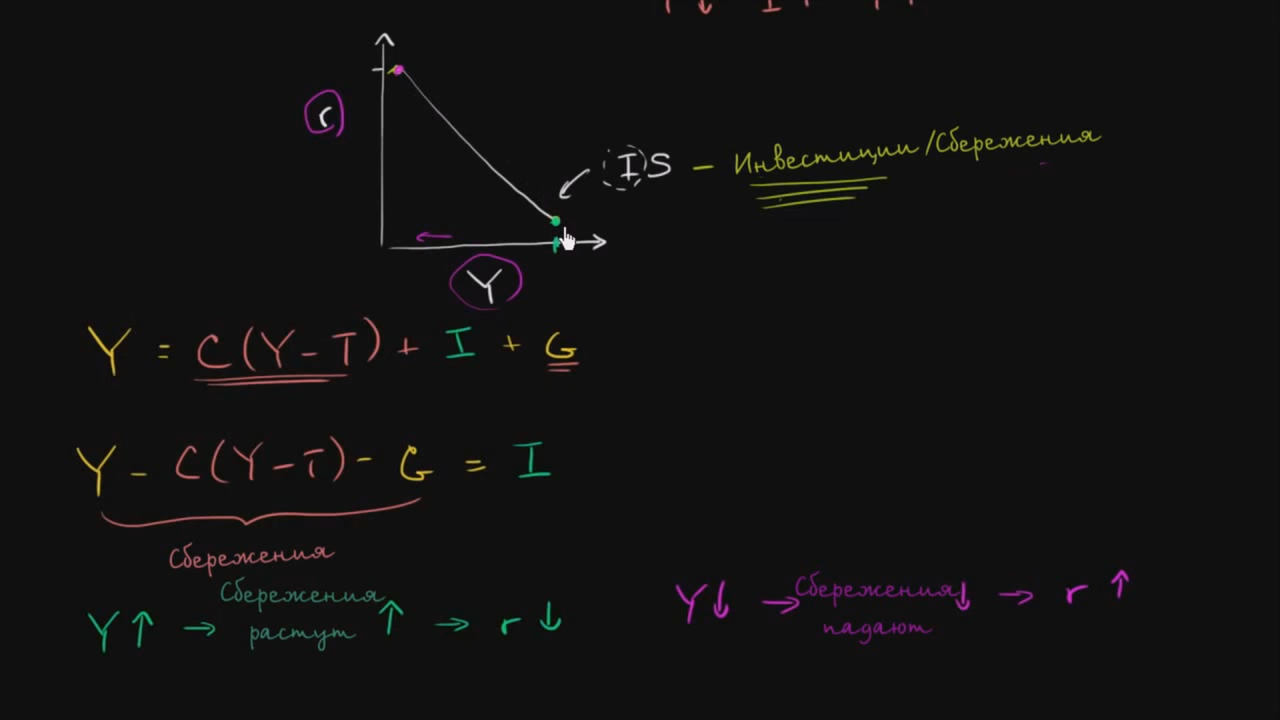 r
IS – Инвестиции/Сбережения
Y
Y = C(Y-T) + I + G
Y - C(Y-T) - G = I
Сбережения
Y↑ → Сбережения растут ↑ → r ↓
Y↓ → Сбережения падают ↓ → r ↑